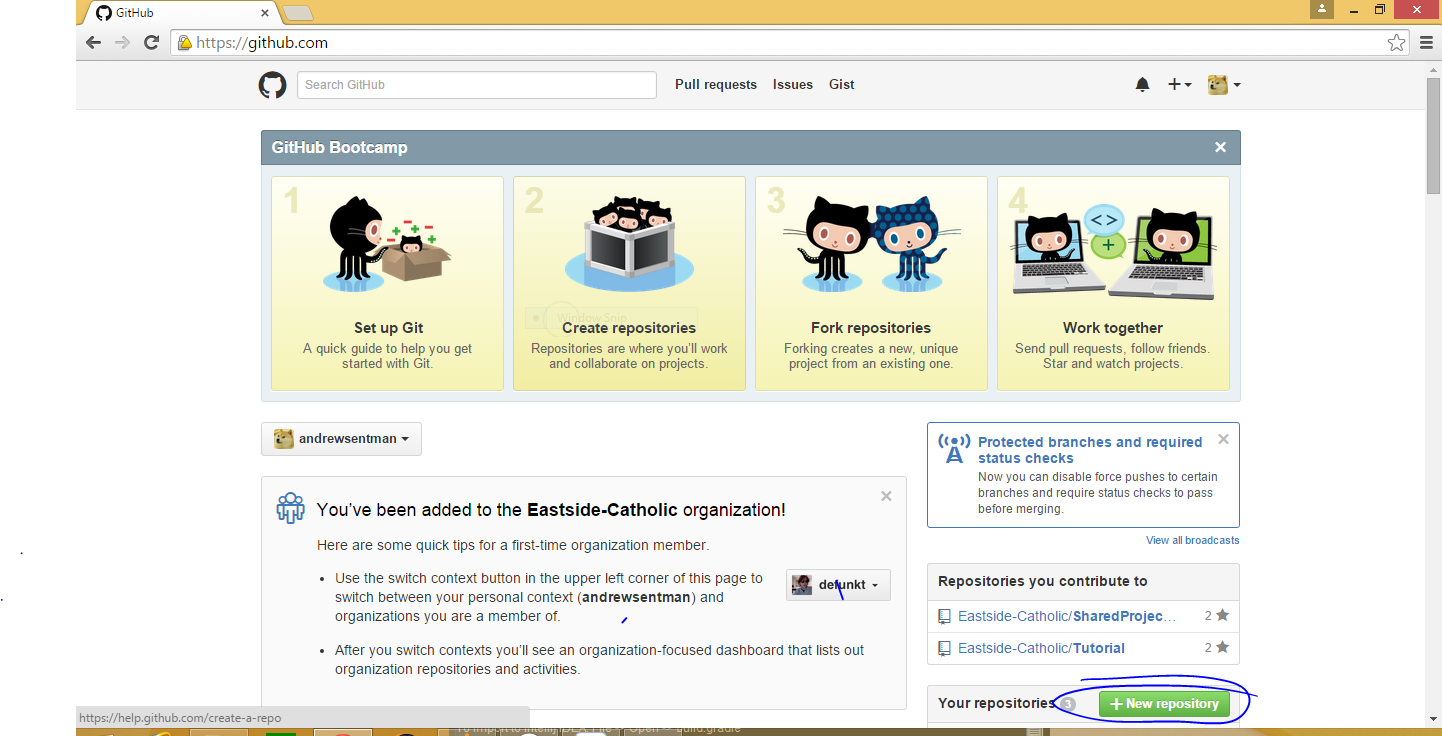 GitHub
https://github.com
Search GitHub
Pull requests Issues Gist
GitHub Bootcamp
1
Set up Git
A quick guide to help you get
started with Git.
2
Window Snip
Create repositories
Repositories are where you'll work
and collaborate on projects.
3
Fork repositories
Forking creates a new, unique
project from an existing one.
4
Work together
Send pull requests, follow friends.
Star and watch projects.
andrewsentman
You've been added to the Eastside-Catholic organization!
Here are some quick tips for a first-time organization member.
• Use the switch context button in the upper left corner of this page to
switch between your personal context (andrewsentman) and
organizations you are a member of.
defunkt
• After you switch contexts you'll see an organization-focused dashboard that lists out
organization repositories and activities.
Protected branches and required
status checks
Now you can disable force pushes to certain
branches and require status checks to pass
before merging.
View all broadcasts
Repositories you contribute to
Eastside-Catholic/SharedProjec… 2
Eastside-Catholic/Tutorial 2
Your repositories 3 New repository
https://help.github.com/create-a-repo
Open -> build.gradle